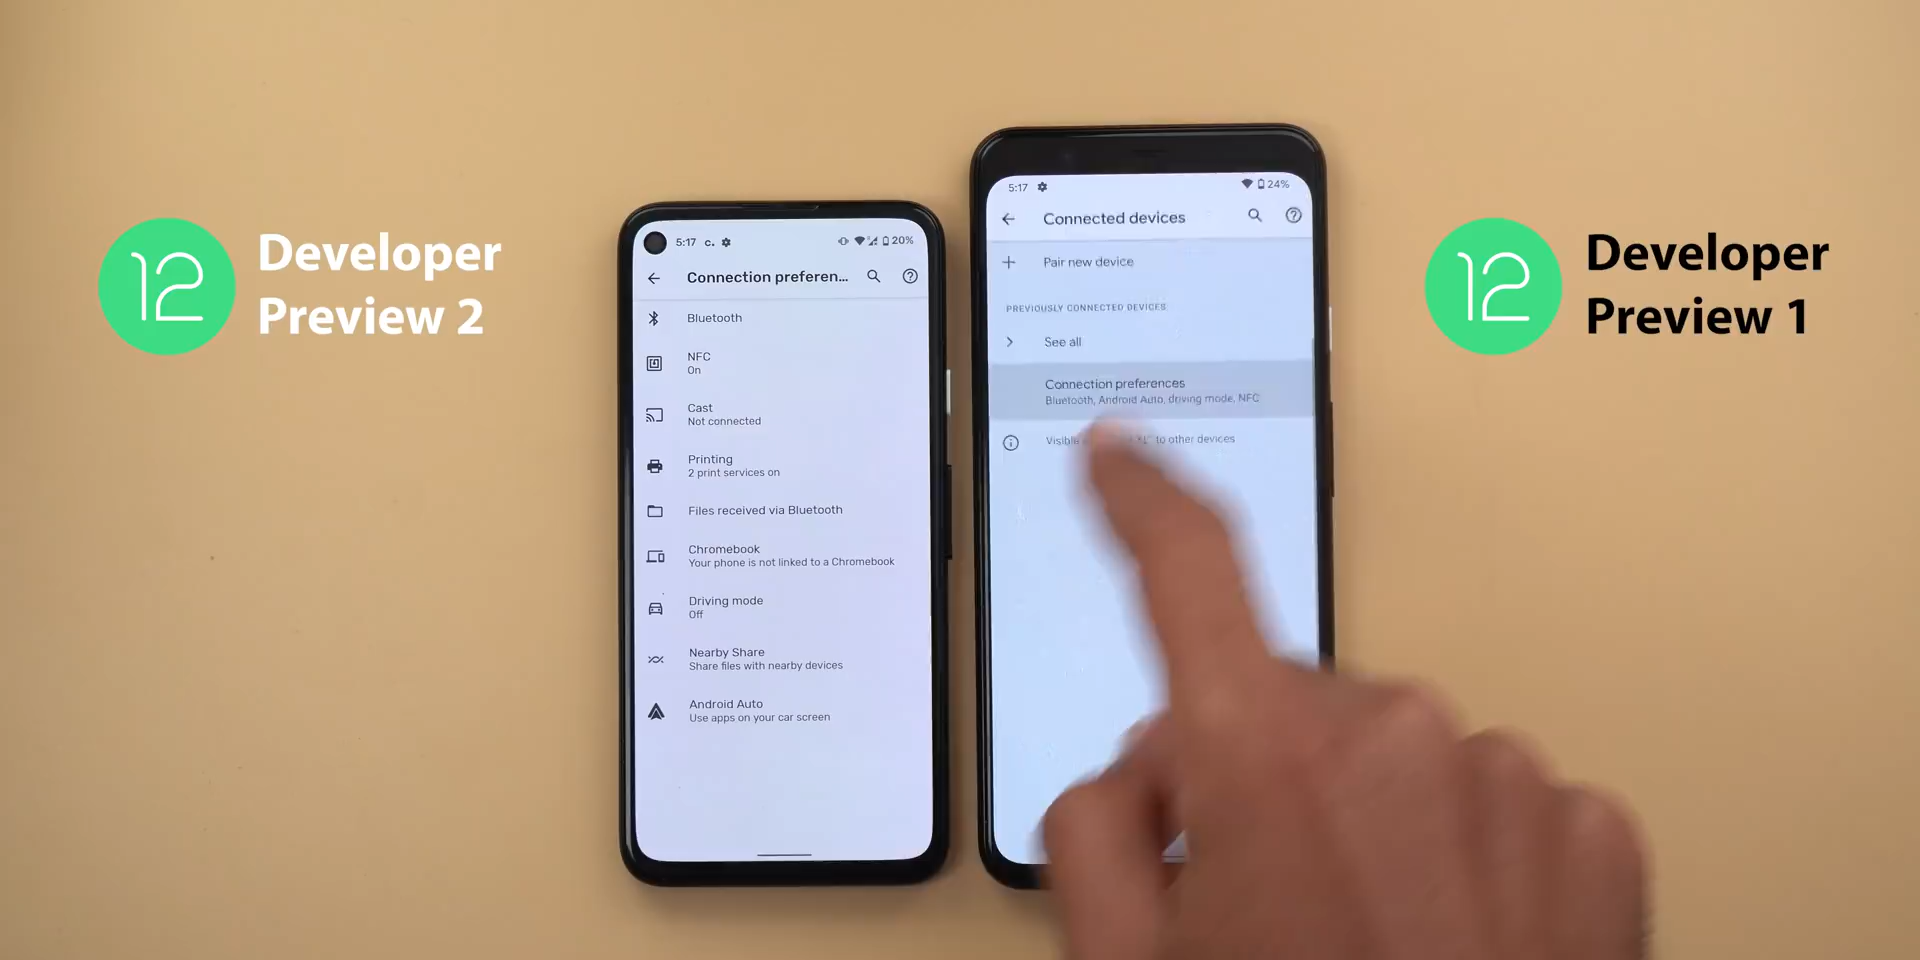 12
Developer
Preview 2
5:17 c. 20%
Connection preferen...
Bluetooth
NFC
On
Cast
Not connected
Printing
2 print services on
Files received via Bluetooth
Chromebook
Your phone is not linked to a Chromebook
Driving mode
Off
Nearby Share
Share files with nearby devices
Android Auto
Use apps on your car screen
5:17 24%
Connected devices
Pair new device
PREVIOUSLY CONNECTED DEVICES
See all
Connection preferences
Bluetooth, Android Auto, driving mode, NFC
Visible to other devices
12
Developer
Preview 1